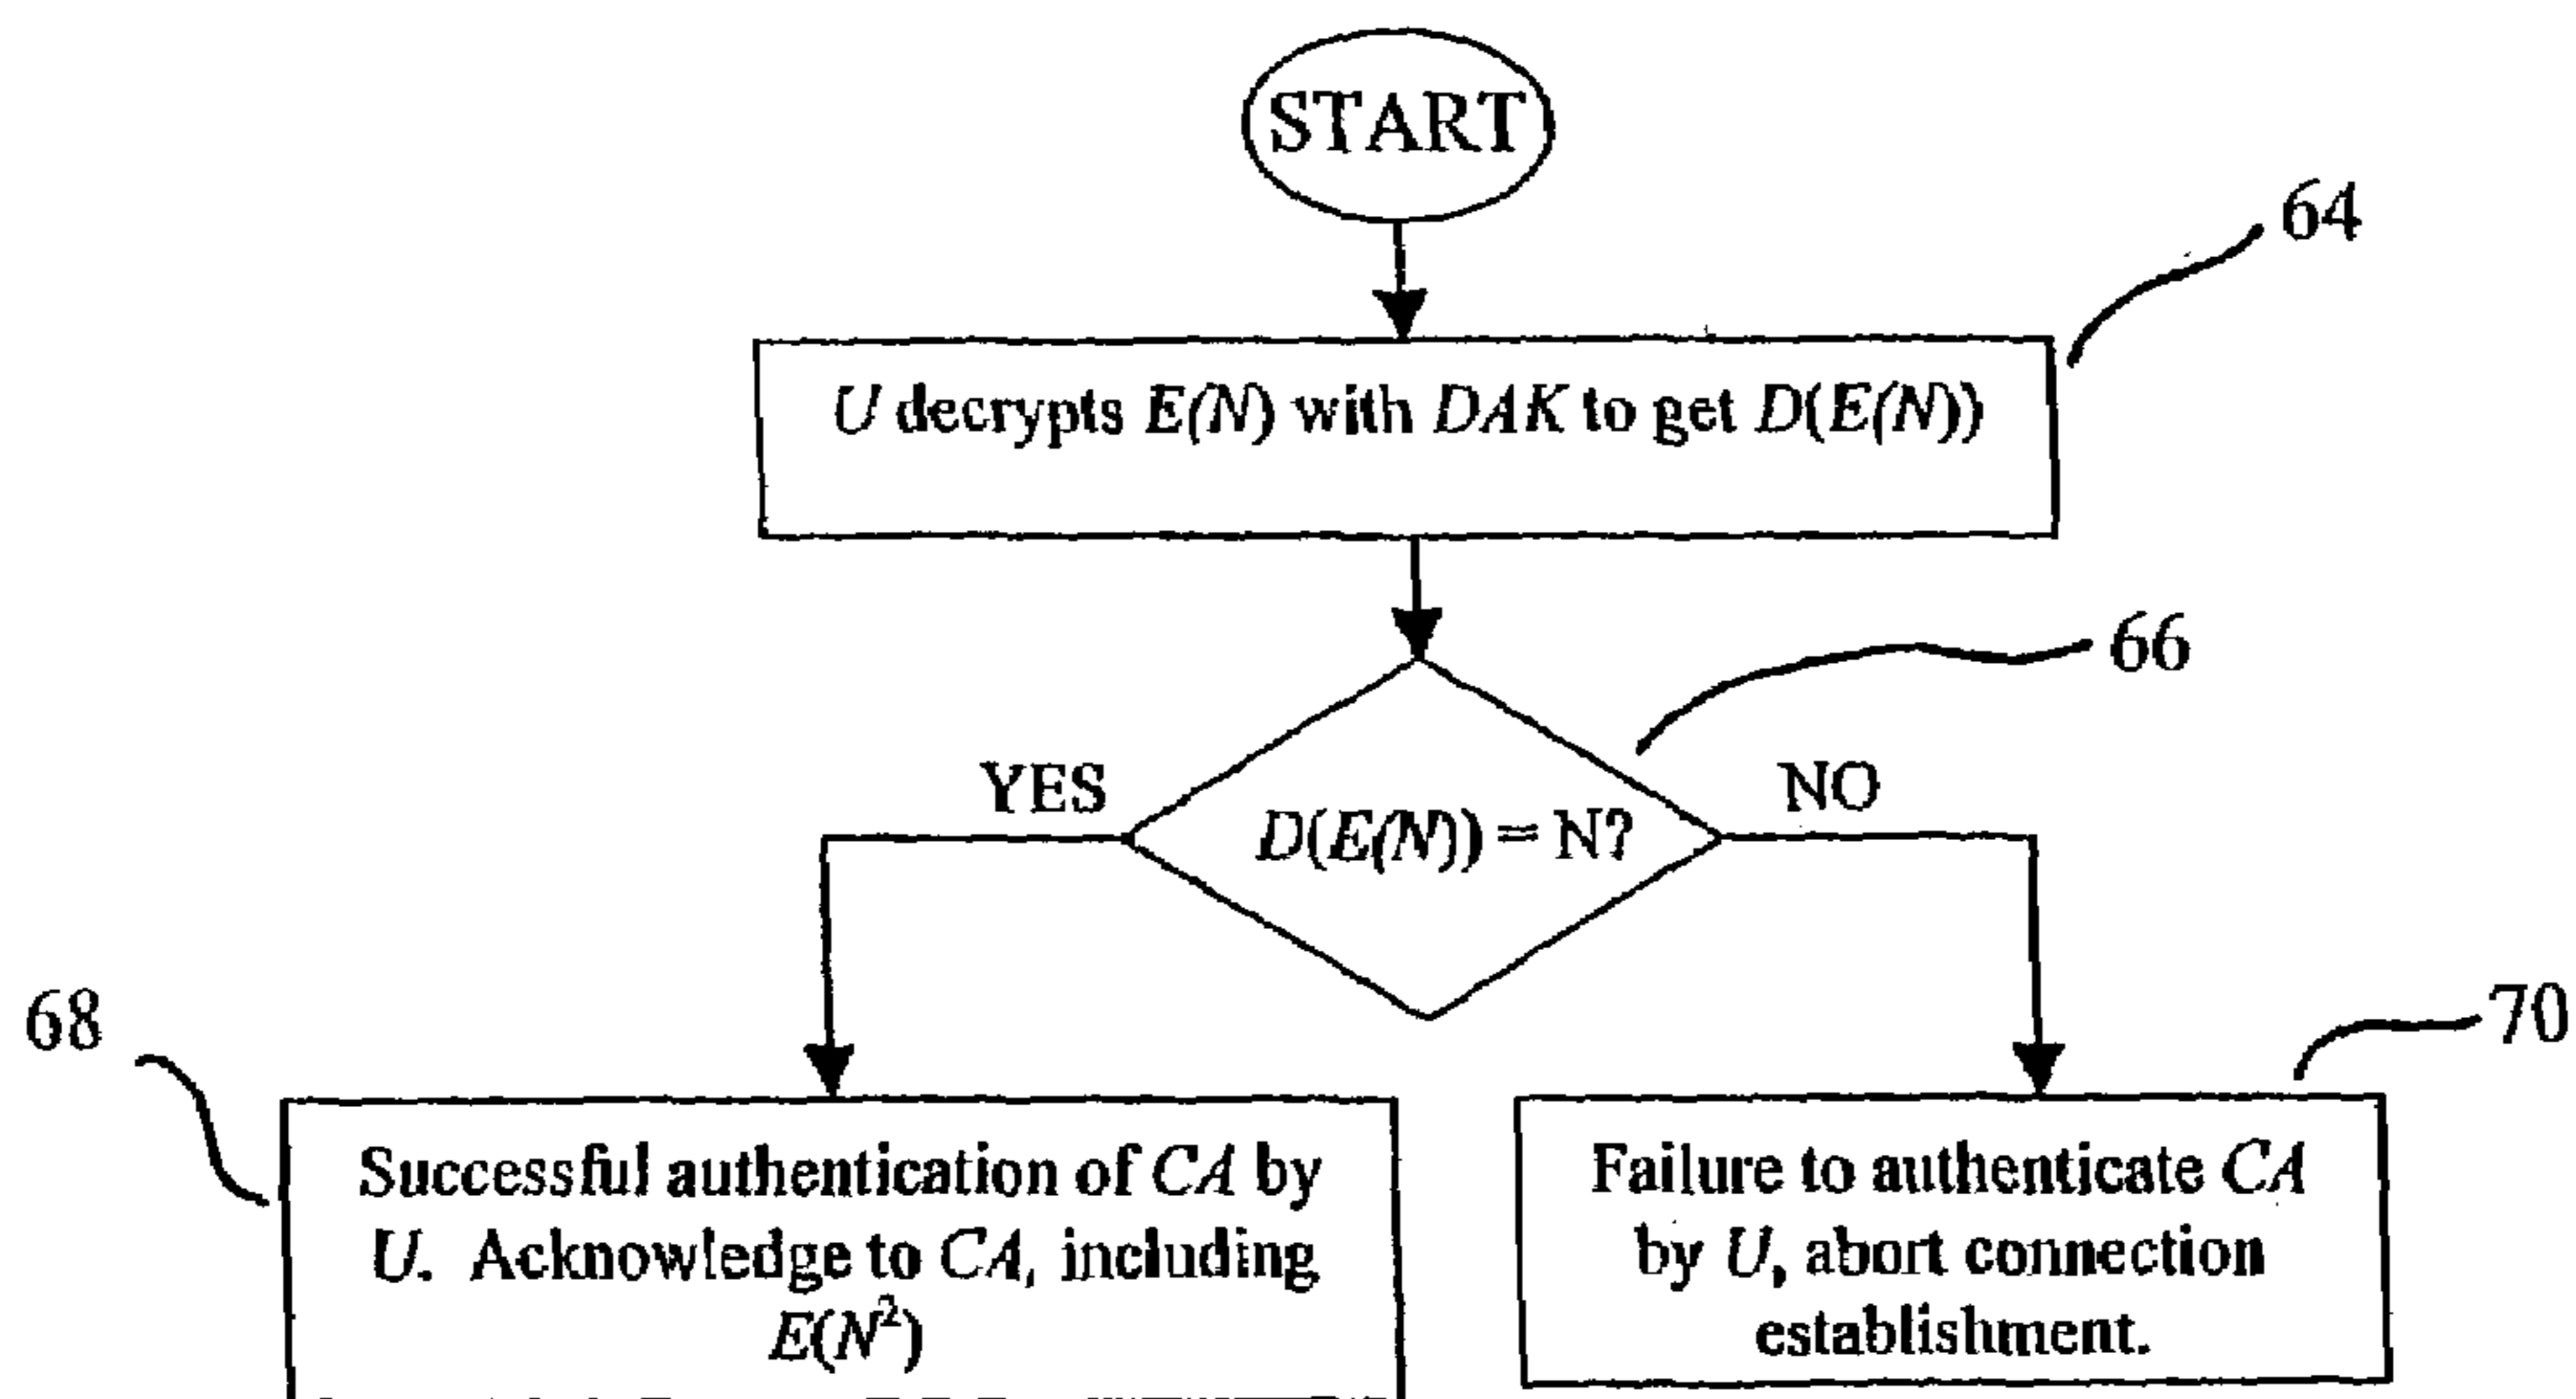 START
64
U decrypts E(N) with DAK to get D(E(N))
66
YES
NO
D(E(N)) = N?
68
70
Successful authentication of CA by
U. Acknowledge to CA, including
E(N²)
Failure to authenticate CA
by U, abort connection
establishment.